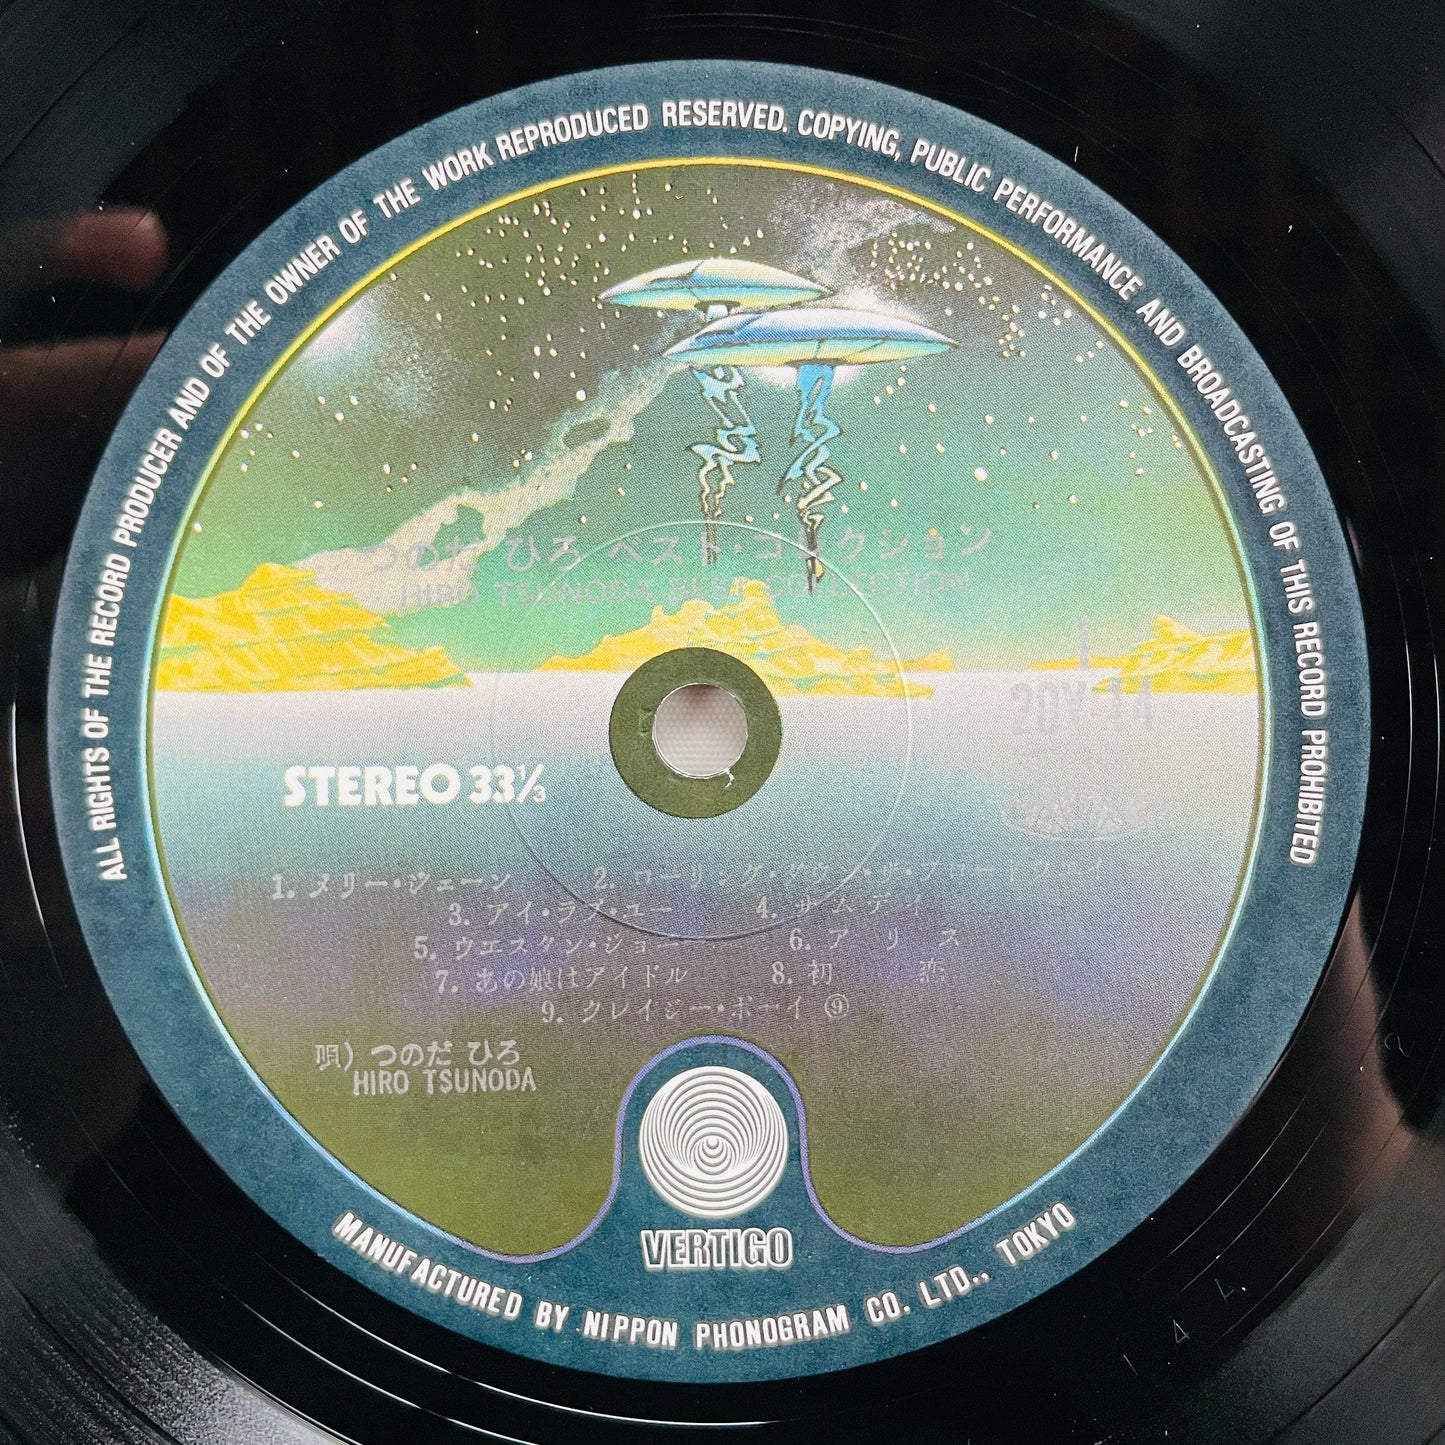 ALL RIGHTS OF THE RECORD PRODUCER AND OF THE OWNER OF THE WORK REPRODUCED RESERVED. COPYING, PUBLIC PERFORMANCE AND BROADCASTING OF THIS RECORD PROHIBITED
つのだ ひろ ベスト・コレクション
HIRO TSUNODA BEST COLLECTION
1
20Y-14
STEREO 33⅓
1. メリー・ジェーン 2. ローリング・ダウン・ザ・ブロードウェイ
3. アイ・ラブ・ユー 4. サムデイ
5. ウエスタン・ジョー 6. アリス
7. あの娘はアイドル 8. 初恋
9. クレイジー・ボーイ ⑨
唄) つのだ ひろ
HIRO TSUNODA
VERTIGO
MANUFACTURED BY NIPPON PHONOGRAM CO. LTD., TOKYO